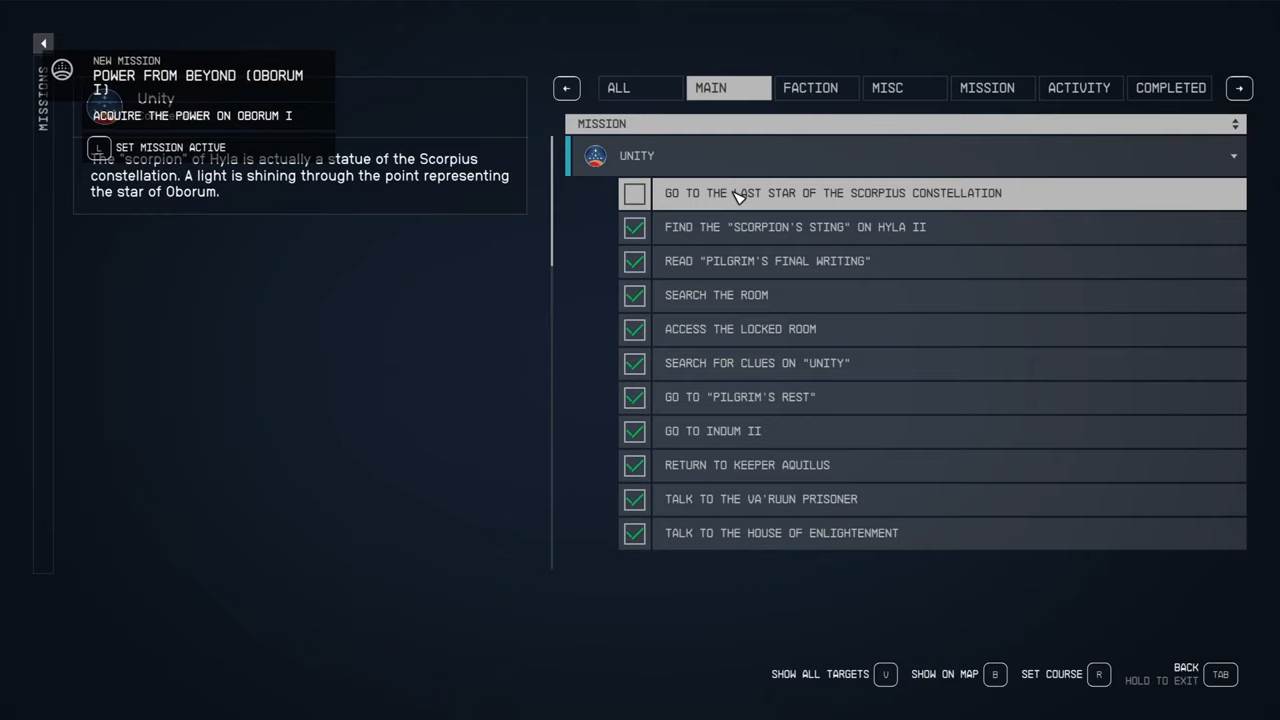 MISSIONS
NEW MISSION
POWER FROM BEYOND (OBORUM
I)
Unity
ACQUIRE THE POWER ON OBORUM I
L SET MISSION ACTIVE
The "scorpion" of Hyla is actually a statue of the Scorpius
constellation. A light is shining through the point representing
the star of Oborum.
ALL MAIN FACTION MISC MISSION ACTIVITY COMPLETED
MISSION
UNITY
GO TO THE LAST STAR OF THE SCORPIUS CONSTELLATION
FIND THE "SCORPION'S STING" ON HYLA II
READ "PILGRIM'S FINAL WRITING"
SEARCH THE ROOM
ACCESS THE LOCKED ROOM
SEARCH FOR CLUES ON "UNITY"
GO TO "PILGRIM'S REST"
GO TO INDUM II
RETURN TO KEEPER AQUILUS
TALK TO THE VA'RUUN PRISONER
TALK TO THE HOUSE OF ENLIGHTENMENT
SHOW ALL TARGETS V SHOW ON MAP B SET COURSE R BACK
HOLD TO EXIT TAB